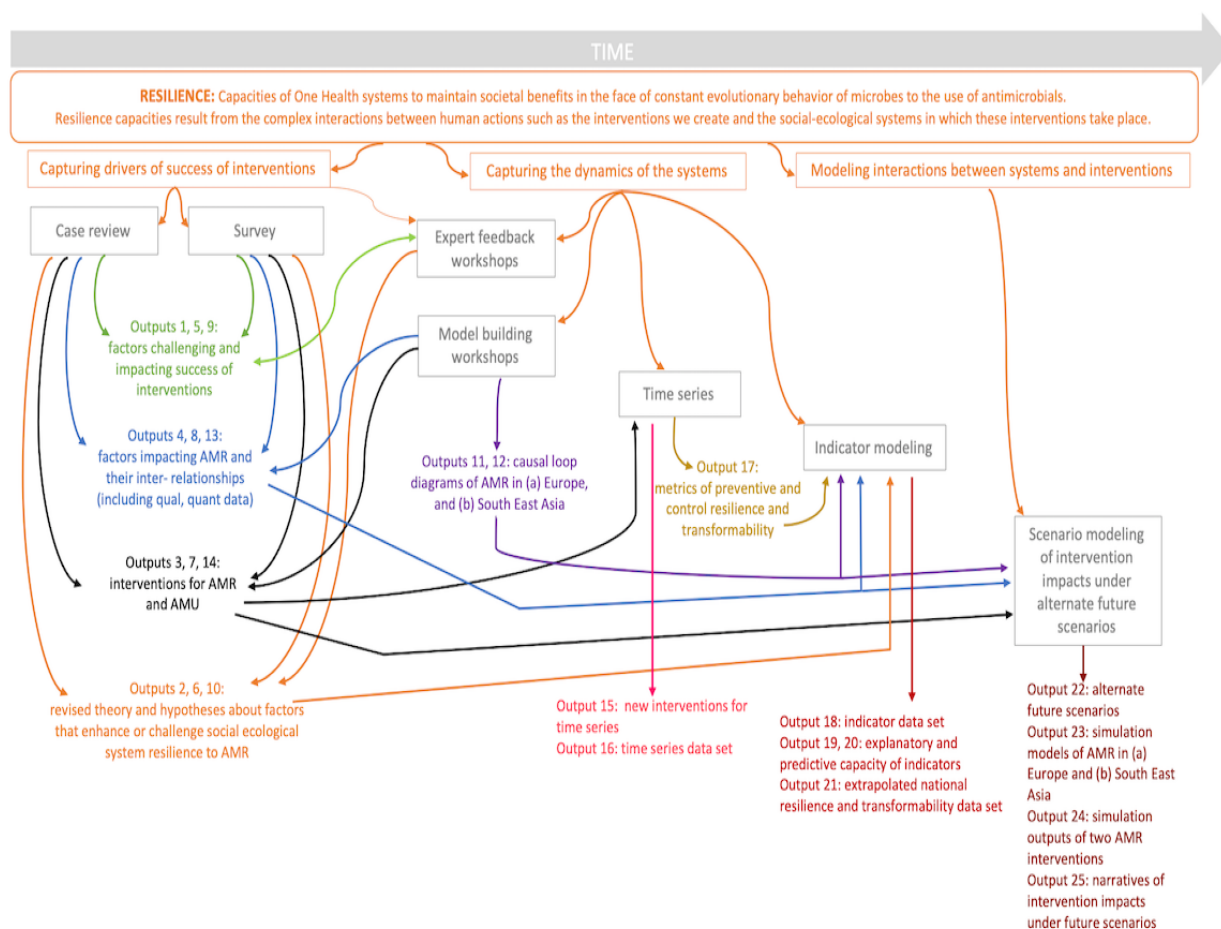 TIME
RESILIENCE: Capacities of One Health systems to maintain societal benefits in the face of constant evolutionary behavior of microbes to the use of antimicrobials.
Resilience capacities result from the complex interactions between human actions such as the interventions we create and the social-ecological systems in which these interventions take place.
Capturing drivers of success of interventions
Capturing the dynamics of the systems
Modeling interactions between systems and interventions
Case review
Survey
Expert feedback
workshops
Outputs 1, 5, 9:
factors challenging and
impacting success of
interventions
Model building
workshops
Time series
Outputs 4, 8, 13:
factors impacting AMR and
their inter- relationships
(including qual, quant data)
Outputs 11, 12: causal loop
diagrams of AMR in (a) Europe,
and (b) South East Asia
Output 17:
metrics of preventive and
control resilience and
transformability
Indicator modeling
Scenario modeling
of intervention
impacts under
alternate future
scenarios
Outputs 3, 7, 14:
interventions for AMR
and AMU
Outputs 2, 6, 10:
revised theory and hypotheses about factors
that enhance or challenge social ecological
system resilience to AMR
Output 15: new interventions for
time series
Output 16: time series data set
Output 18: indicator data set
Output 19, 20: explanatory and
predictive capacity of indicators
Output 21: extrapolated national
resilience and transformability data set
Output 22: alternate
future scenarios
Output 23: simulation
models of AMR in (a)
Europe and (b) South East
Asia
Output 24: simulation
outputs of two AMR
interventions
Output 25: narratives of
intervention impacts
under future scenarios